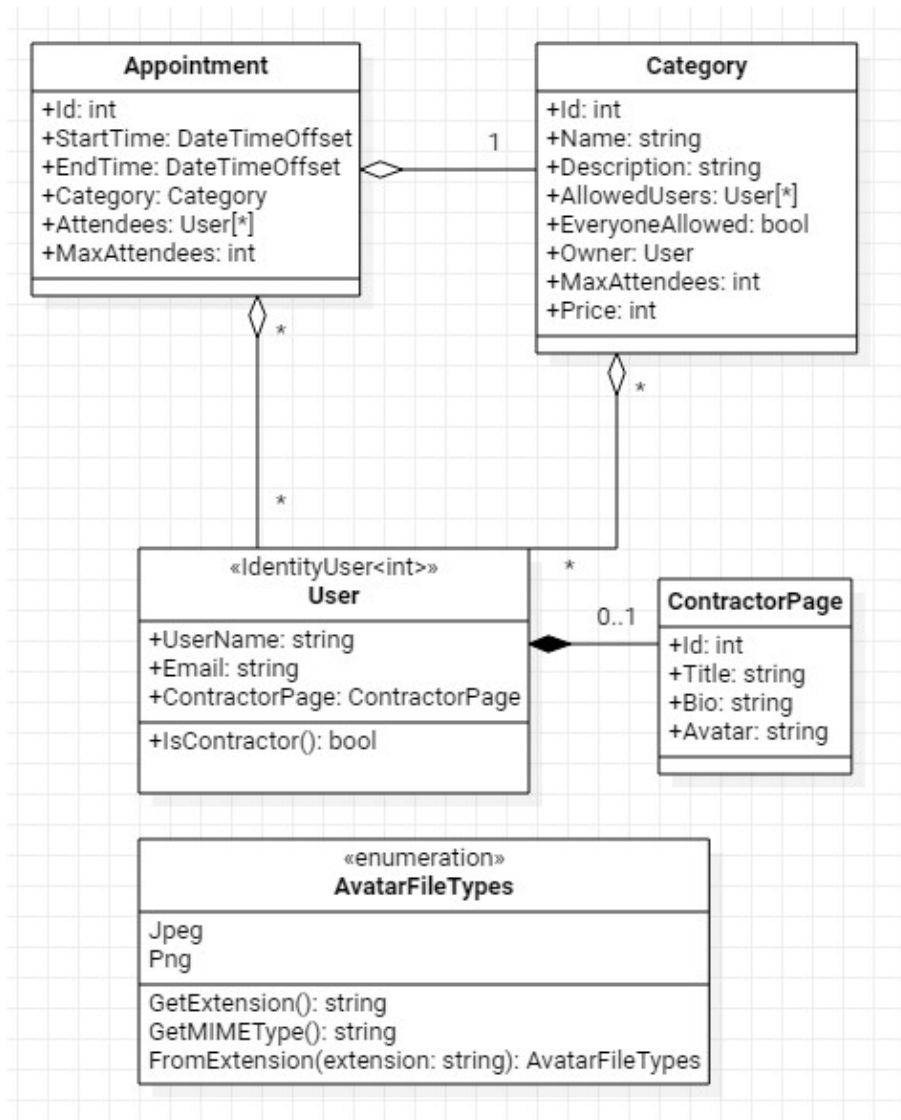 Appointment
+Id: int
+StartTime: DateTimeOffset
+EndTime: DateTimeOffset
+Category: Category
+Attendees: User[*]
+MaxAttendees: int
1
Category
+Id: int
+Name: string
+Description: string
+AllowedUsers: User[*]
+EveryoneAllowed: bool
+Owner: User
+MaxAttendees: int
+Price: int
*
*
*
*
«IdentityUser<int>»
User
+UserName: string
+Email: string
+ContractorPage: ContractorPage
+IsContractor(): bool
0..1
ContractorPage
+Id: int
+Title: string
+Bio: string
+Avatar: string
«enumeration»
AvatarFileTypes
Jpeg
Png
GetExtension(): string
GetMIMEType(): string
FromExtension(extension: string): AvatarFileTypes